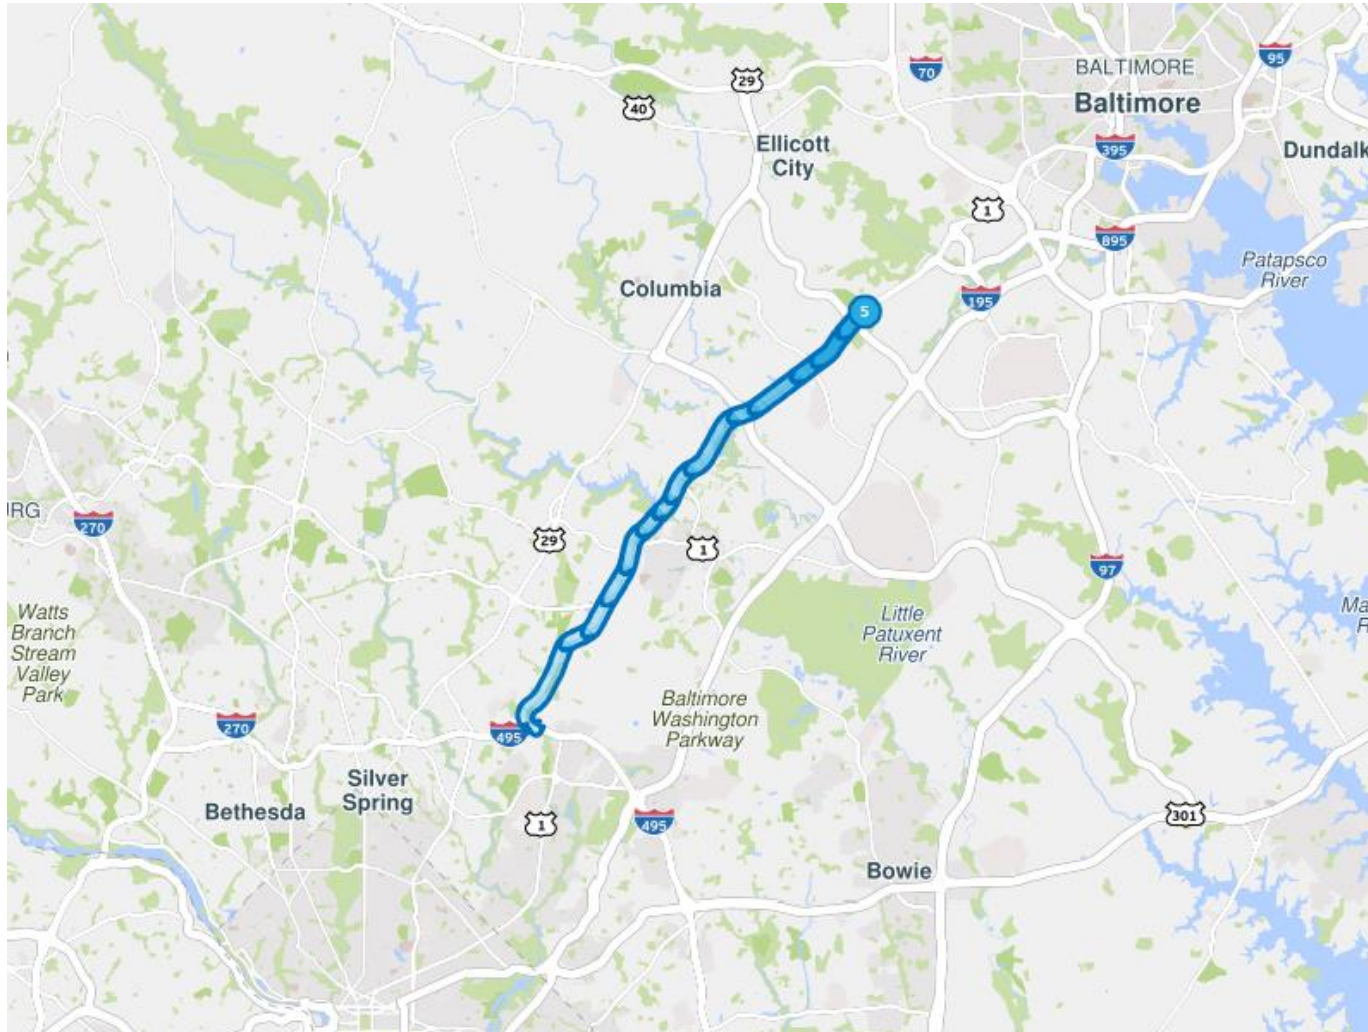 29
70
95
BALTIMORE
Baltimore
40
395
Dundalk
Ellicott
City
1
895
Patapsco
River
Columbia
195
5
URG
270
29
1
97
Watts
Branch
Stream
Valley
Park
Little
Patuxent
River
Baltimore
Washington
Parkway
270
495
Silver
Spring
Bethesda
1
495
301
Bowie